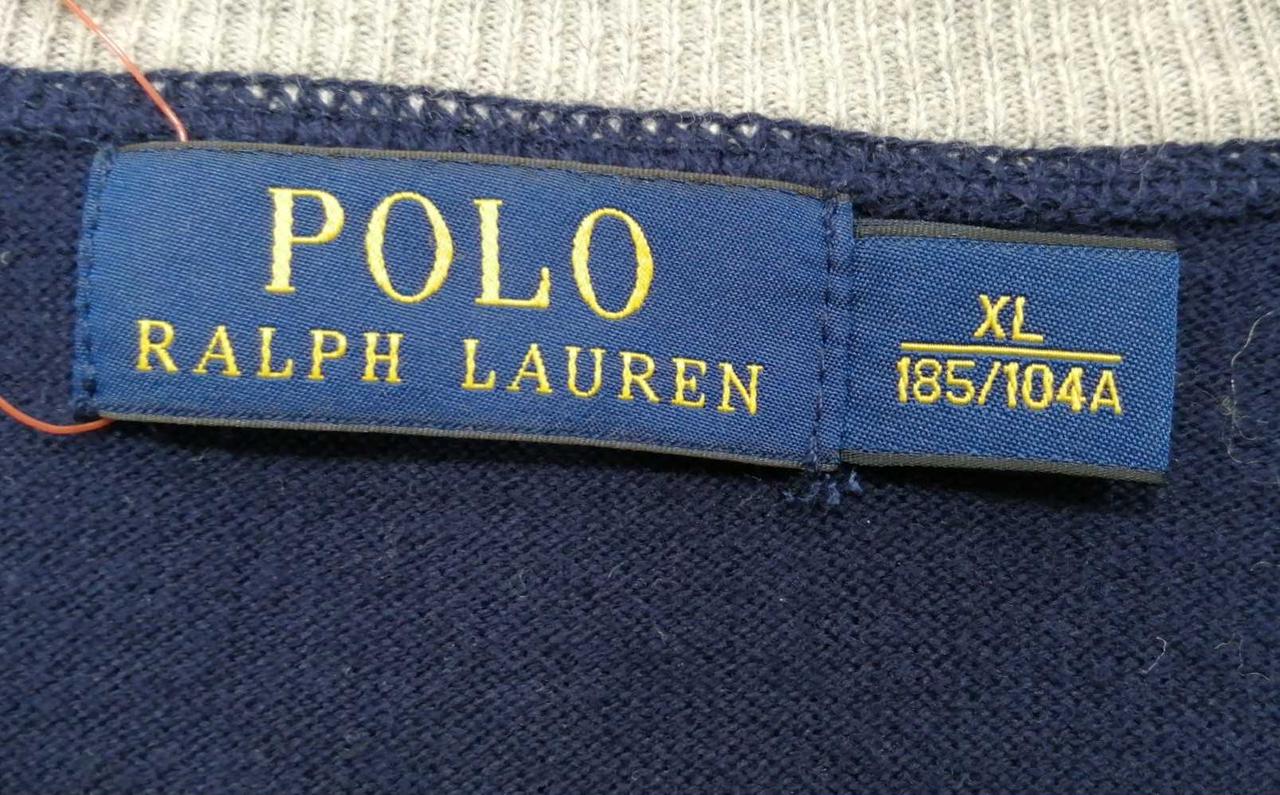 POLO
RALPH LAUREN
XL
185/104A